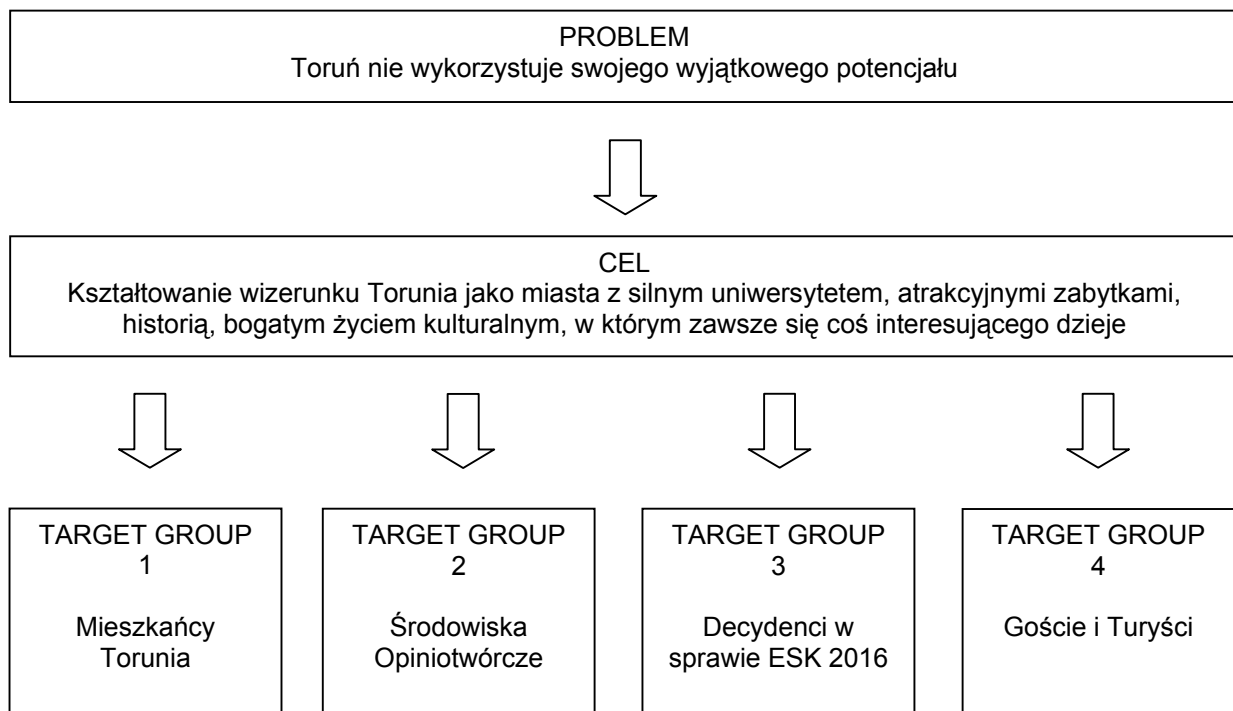 PROBLEM
Toruń nie wykorzystuje swojego wyjątkowego potencjału
CEL
Kształtowanie wizerunku Torunia jako miasta z silnym uniwersytetem, atrakcyjnymi zabytkami,
historią, bogatym życiem kulturalnym, w którym zawsze się coś interesującego dzieje
TARGET GROUP
1
Mieszkańcy
Torunia
TARGET GROUP
2
Środowiska
Opiniotwórcze
TARGET GROUP
3
Decydenci w
sprawie ESK 2016
TARGET GROUP
4
Goście i Turyści